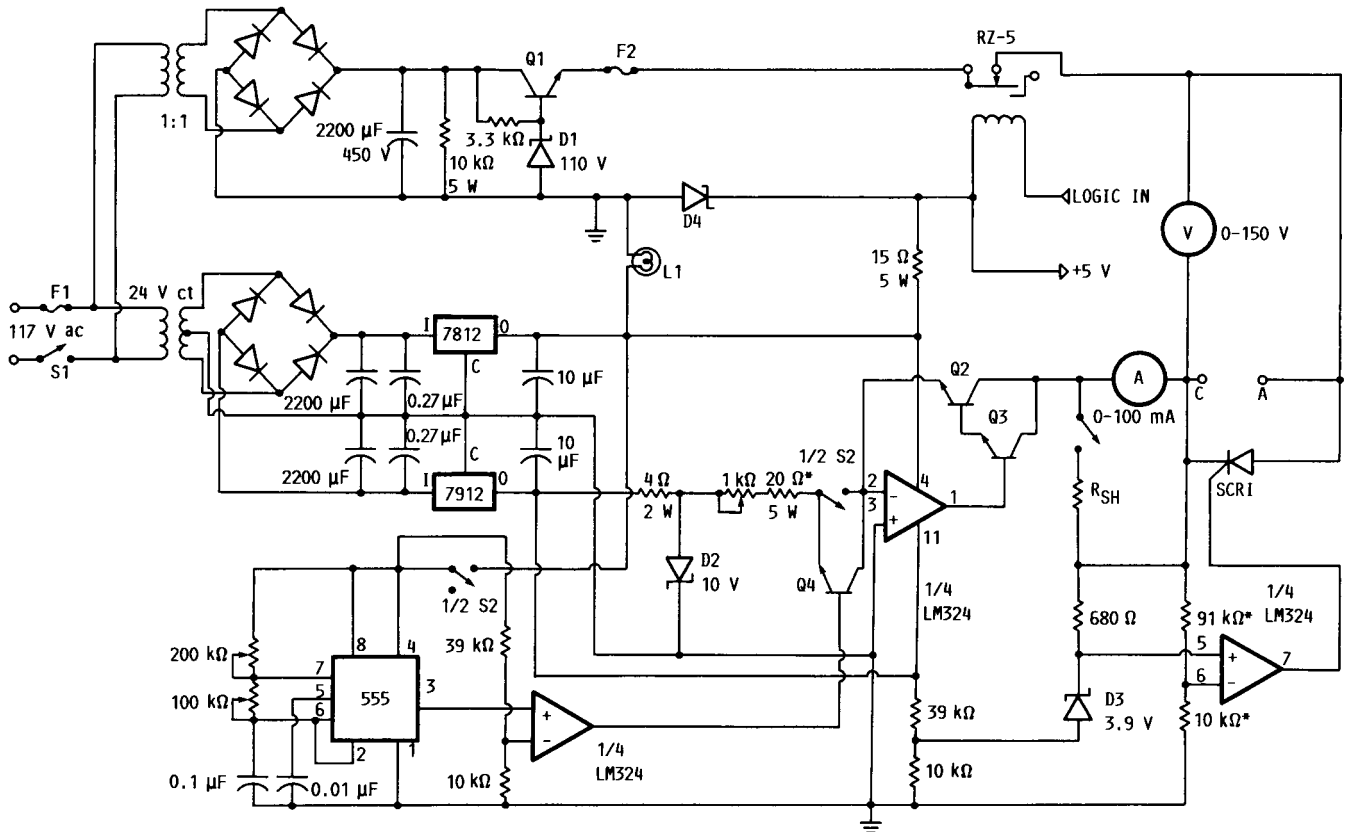 1:1
2200 µF
450 V
10 kΩ
5 W
3.3 kΩ
Q1
D1
110 V
F2
RZ-5
D4
LOGIC IN
+5 V
V
0-150 V
15 Ω
5 W
L1
F1
117 V ac
S1
24 V ct
I
7812
O
C
2200 µF
0.27 µF
10 µF
0.27 µF
2200 µF
C
I
7912
O
10
µF
4 Ω
2 W
1 kΩ
20 Ω*
5 W
1/2 S2
D2
10 V
Q4
2
3
-
+
4
11
1
1/4
LM324
Q2
Q3
A
0-100 mA
C
A
SCRI
RSH
680 Ω
91 kΩ*
10 kΩ*
1/4
LM324
5
6
+
-
7
D3
3.9 V
39 kΩ
10 kΩ
1/2 S2
200 kΩ
100 kΩ
0.1 µF
0.01 µF
555
8
4
7
5
6
2
1
3
39 kΩ
10 kΩ
+
-
1/4
LM324